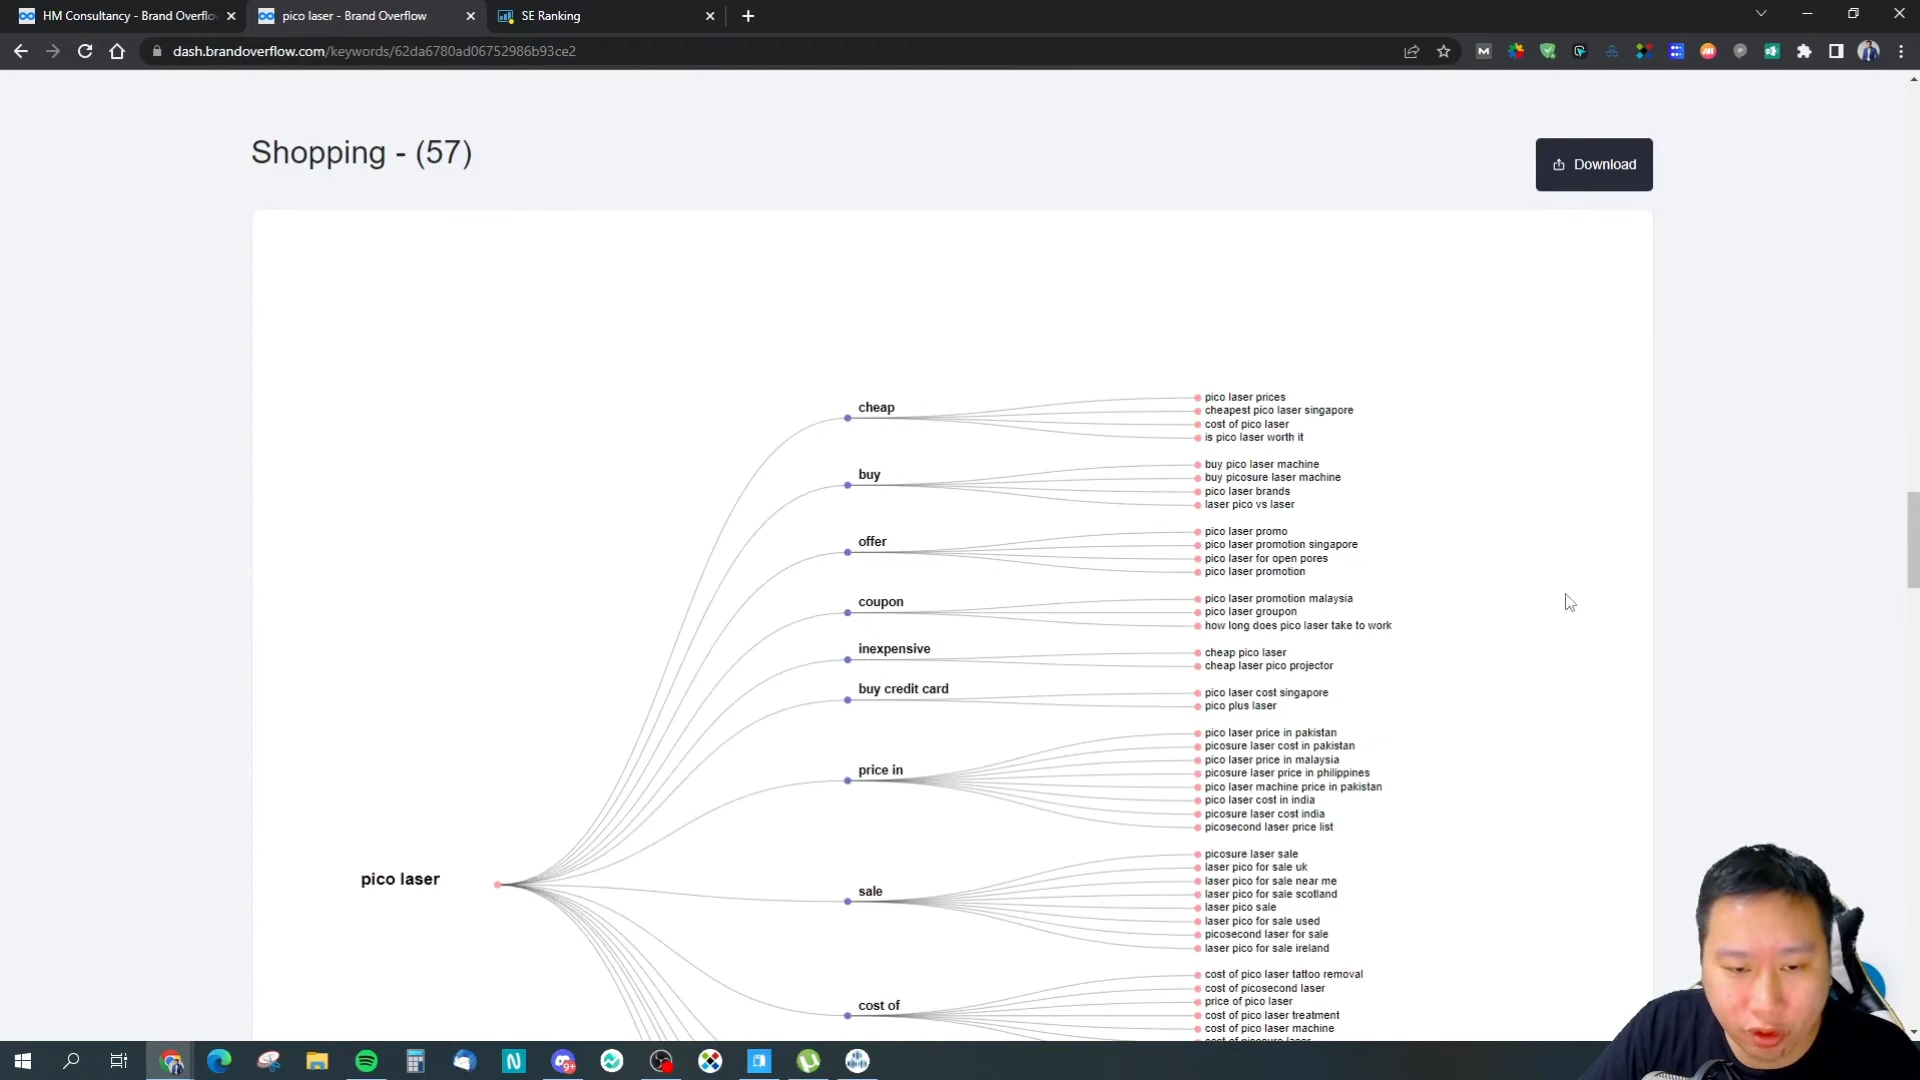 HM Consultancy - Brand Overflo
pico laser - Brand Overflow
SE Ranking
dash.brandoverflow.com/keywords/62da6780ad06752986b93ce2
Shopping - (57)
Download
cheap
pico laser prices
cheapest pico laser singapore
cost of pico laser
is pico laser worth it
buy
buy pico laser machine
buy picosure laser machine
pico laser brands
laser pico vs laser
offer
pico laser promo
pico laser promotion singapore
pico laser for open pores
pico laser promotion
coupon
pico laser promotion malaysia
pico laser groupon
how long does pico laser take to work
inexpensive
cheap pico laser
cheap laser pico projector
buy credit card
pico laser cost singapore
pico plus laser
price in
pico laser price in pakistan
picosure laser cost in pakistan
pico laser price in malaysia
picosure laser price in philippines
pico laser machine price in pakistan
pico laser cost in india
picosure laser cost india
picosecond laser price list
pico laser
sale
picosure laser sale
laser pico for sale uk
laser pico for sale near me
laser pico for sale scotland
laser pico sale
laser pico for sale used
picosecond laser for sale
laser pico for sale ireland
cost of
cost of pico laser tattoo removal
cost of picosecond laser
price of pico laser
cost of pico laser treatment
cost of pico laser machine
9+